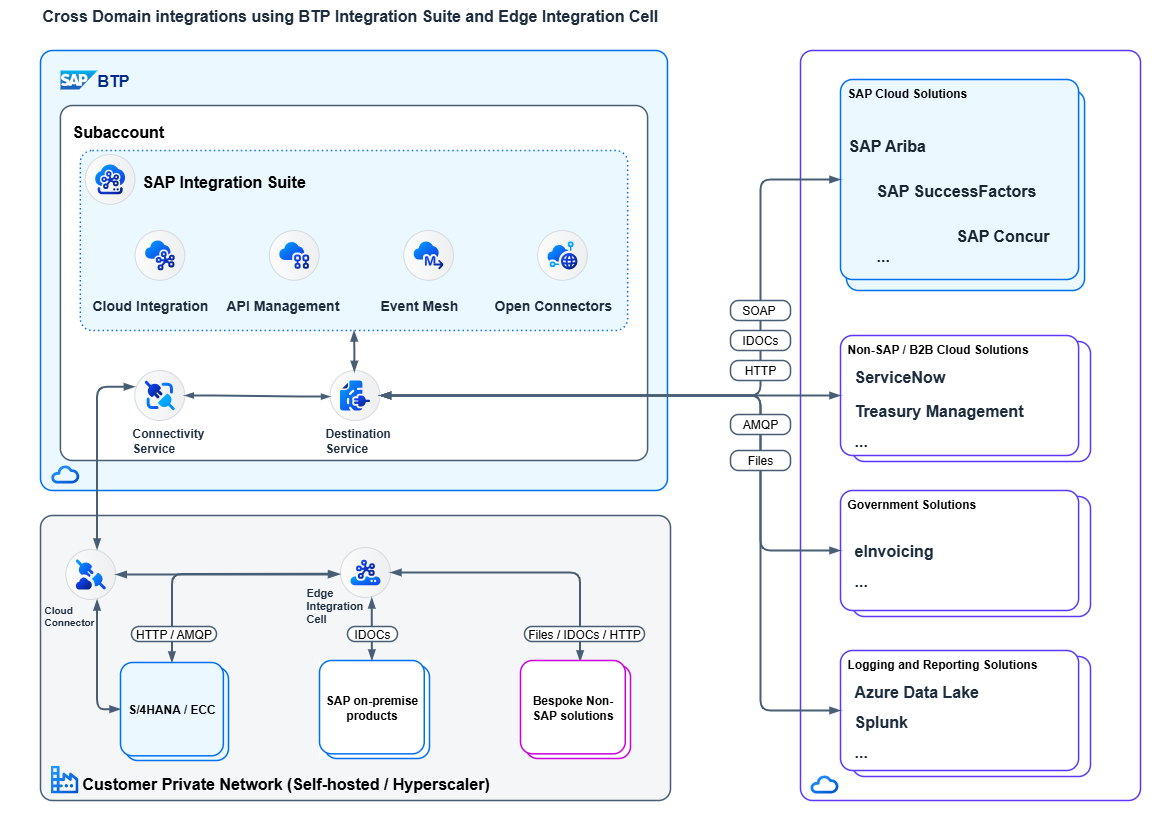 Cross Domain integrations using BTP Integration Suite and Edge Integration Cell
SAP BTP
Subaccount
SAP Integration Suite
Cloud Integration
API Management
M
Event Mesh
Open Connectors
Connectivity
Service
Destination
Service
SOAP
IDOCs
HTTP
AMQP
Files
SAP Cloud Solutions
SAP Ariba
SAP SuccessFactors
SAP Concur
...
Non-SAP / B2B Cloud Solutions
ServiceNow
Treasury Management
...
Government Solutions
eInvoicing
...
Logging and Reporting Solutions
Azure Data Lake
Splunk
...
Cloud
Connector
Edge
Integration
Cell
HTTP / AMQP
IDOCs
Files / IDOCs / HTTP
S/4HANA / ECC
SAP on-premise
products
Bespoke Non-
SAP solutions
Customer Private Network (Self-hosted / Hyperscaler)